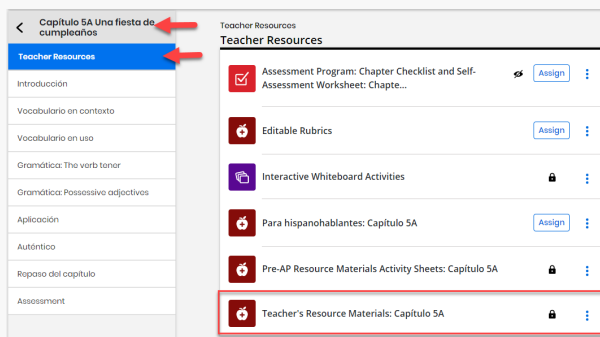 Capítulo 5A Una fiesta de
cumpleaños
Teacher Resources
Introducción
Vocabulario en contexto
Vocabulario en uso
Gramática: The verb tener
Gramática: Possessive adjectives
Aplicación
Auténtico
Repaso del capítulo
Assessment
Teacher Resources
Teacher Resources
Assessment Program: Chapter Checklist and Self-
Assessment Worksheet: Chapte...
Assign
Editable Rubrics
Assign
Interactive Whiteboard Activities
Para hispanohablantes: Capítulo 5A
Assign
Pre-AP Resource Materials Activity Sheets: Capítulo 5A
Teacher's Resource Materials: Capítulo 5A